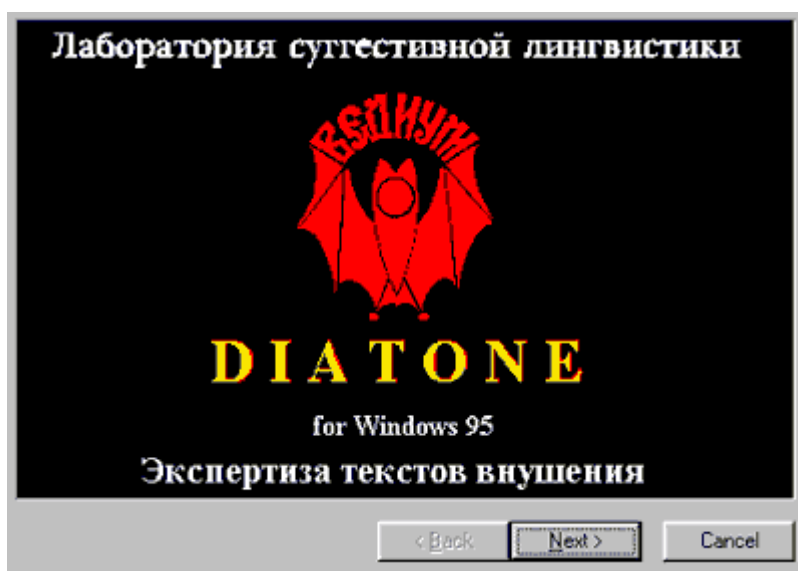 Лаборатория суггестивной лингвистики
ВЕДИУМ
DIATONE
for Windows 95
Экспертиза текстов внушения
< Back
Next >
Cancel